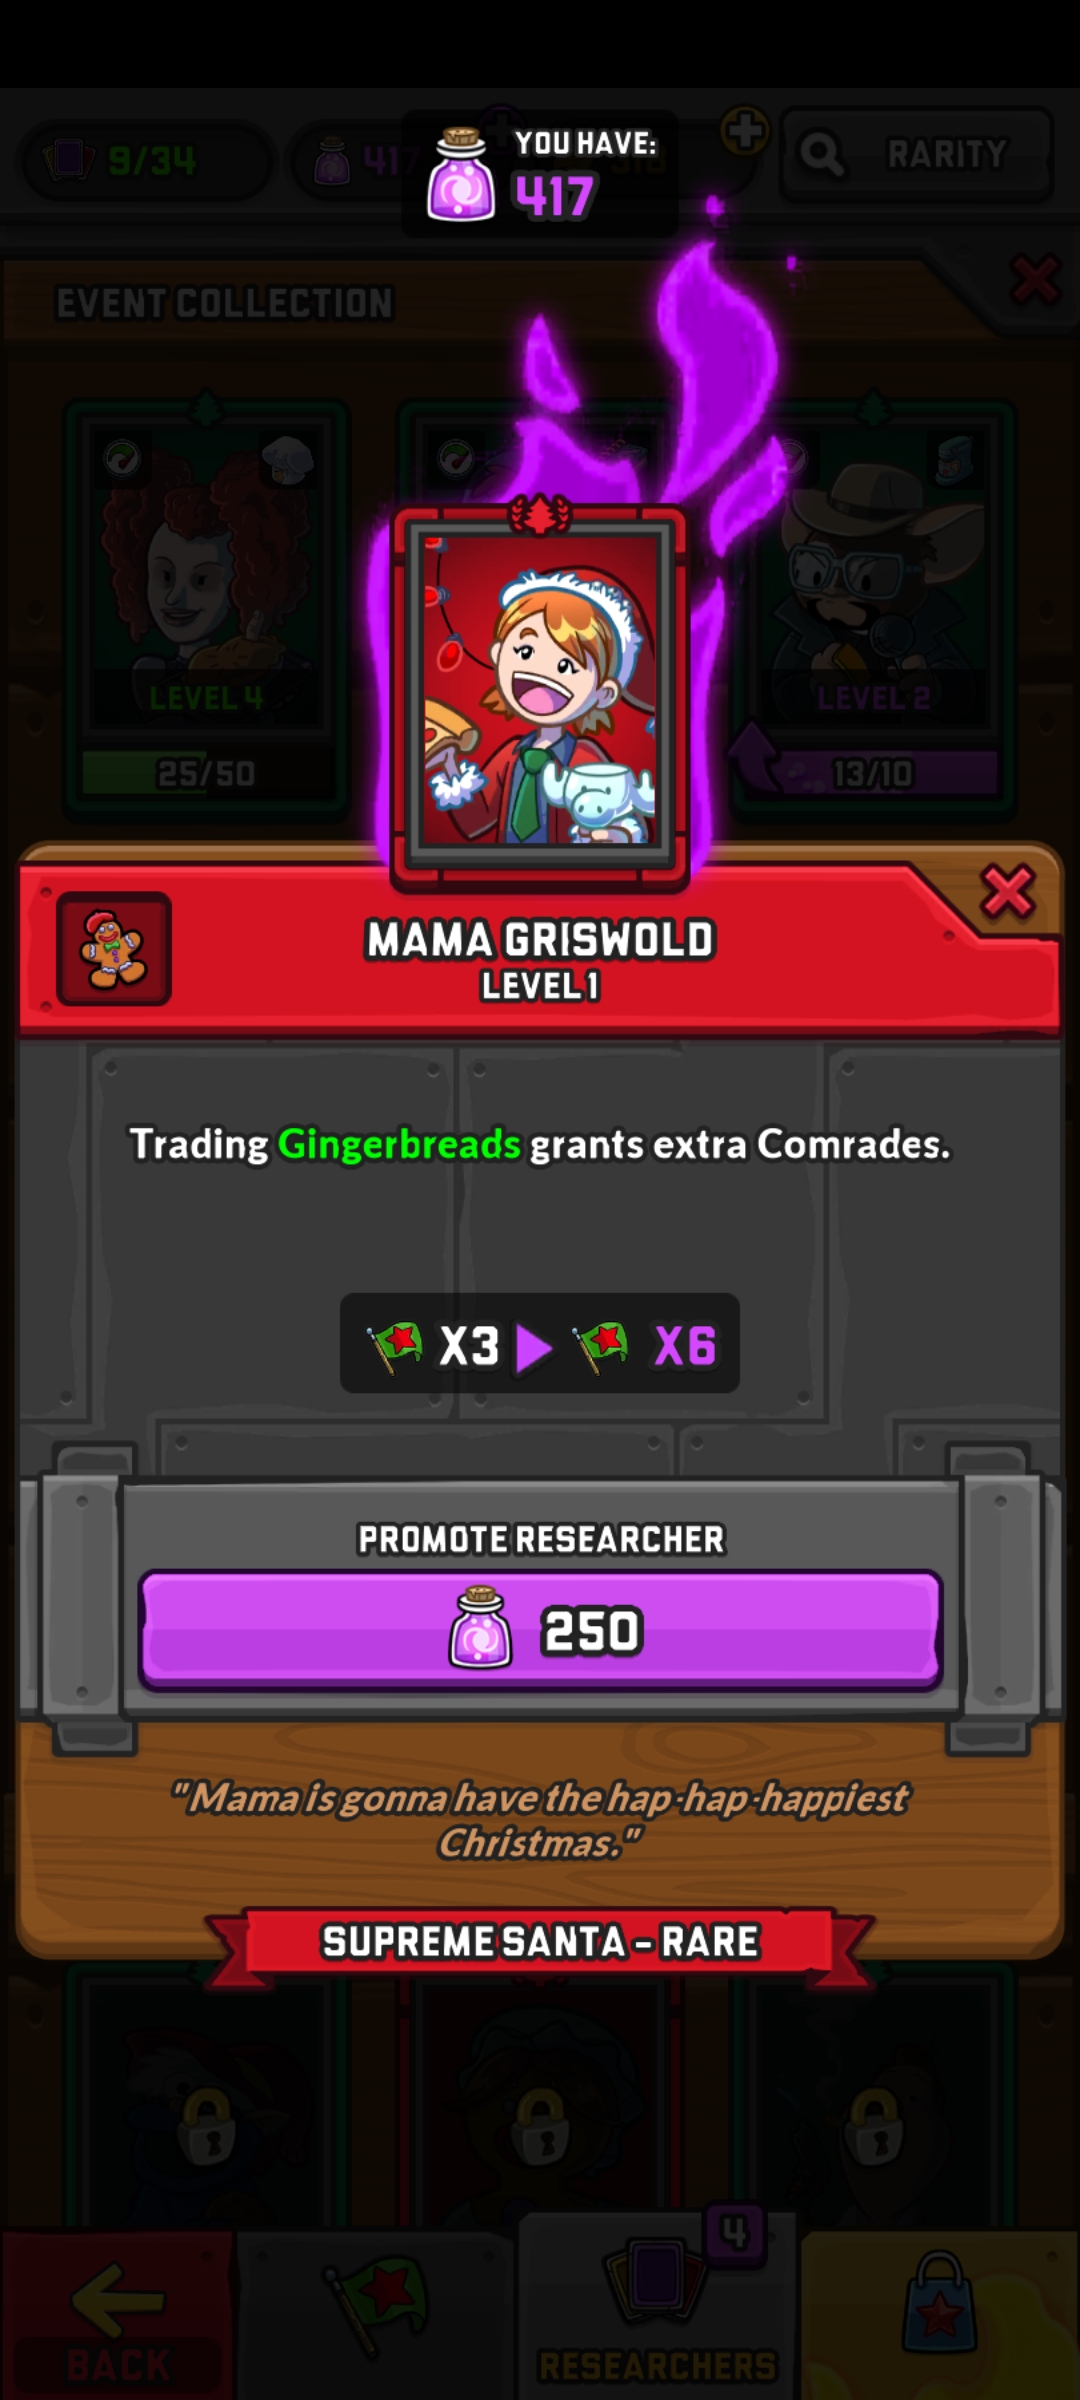 9/34
417
YOU HAVE:
417
RARITY
EVENT COLLECTION
LEVEL 4
25/50
LEVEL 2
13/10
MAMA GRISWOLD
LEVEL 1
Trading Gingerbreads grants extra Comrades.
X3 X6
PROMOTE RESEARCHER
250
"Mama is gonna have the hap-hap-happiest
Christmas."
SUPREME SANTA - RARE
4
BACK
RESEARCHERS